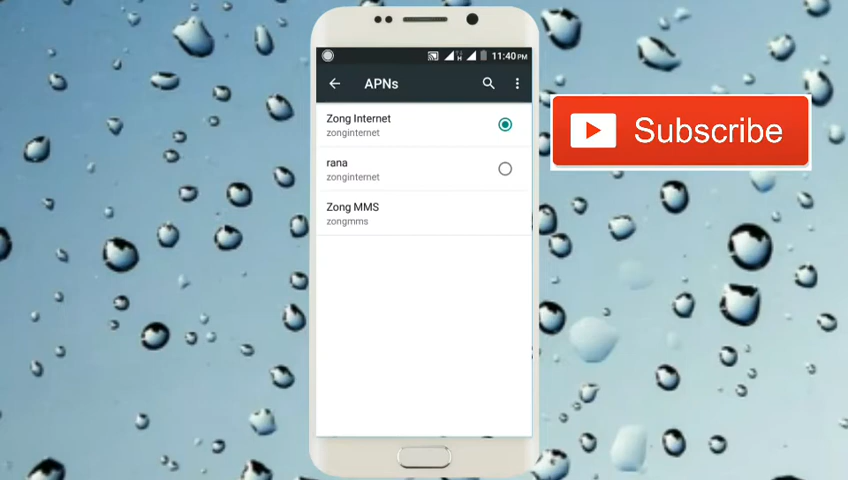 11:40 PM
APNs
Zong Internet
zonginternet
rana
zonginternet
Zong MMS
zongmms
Subscribe